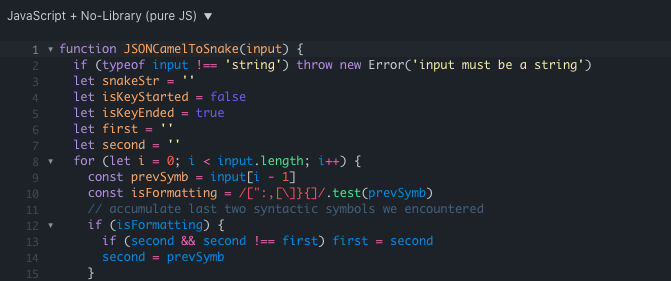 JavaScript + No-Library (pure JS) ▼
1 ▾ function JSONCamelToSnake(input) {
2 if (typeof input !== 'string') throw new Error('input must be a string')
3 let snakeStr = ''
4 let isKeyStarted = false
5 let isKeyEnded = true
6 let first = ''
7 let second = ''
8 ▾ for (let i = 0; i < input.length; i++) {
9 const prevSymb = input[i - 1]
10 const isFormatting = /[":,[\]}{]/.test(prevSymb)
11 // accumulate last two syntactic symbols we encountered
12 ▾ if (isFormatting) {
13 if (second && second !== first) first = second
14 second = prevSymb
15 }